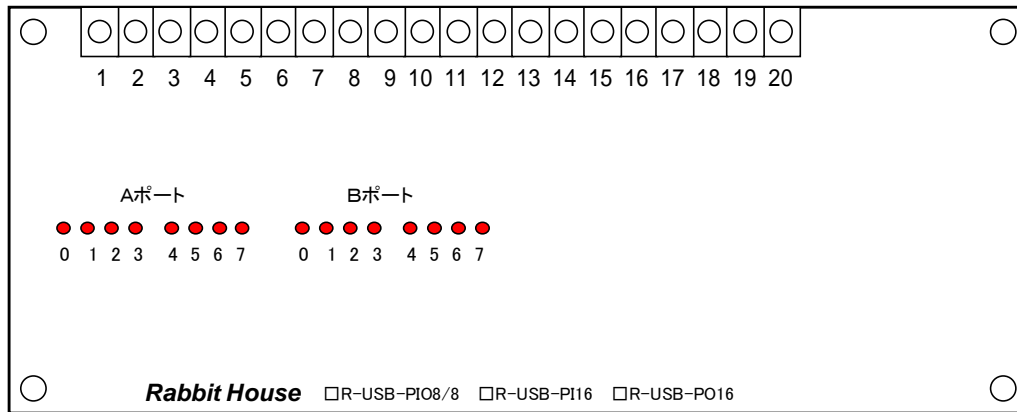 1 2 3 4 5 6 7 8 9 10 11 12 13 14 15 16 17 18 19 20
Aポート Bポート
0 1 2 3 4 5 6 7 0 1 2 3 4 5 6 7
Rabbit House □R-USB-PIO8/8 □R-USB-PI16 □R-USB-PO16